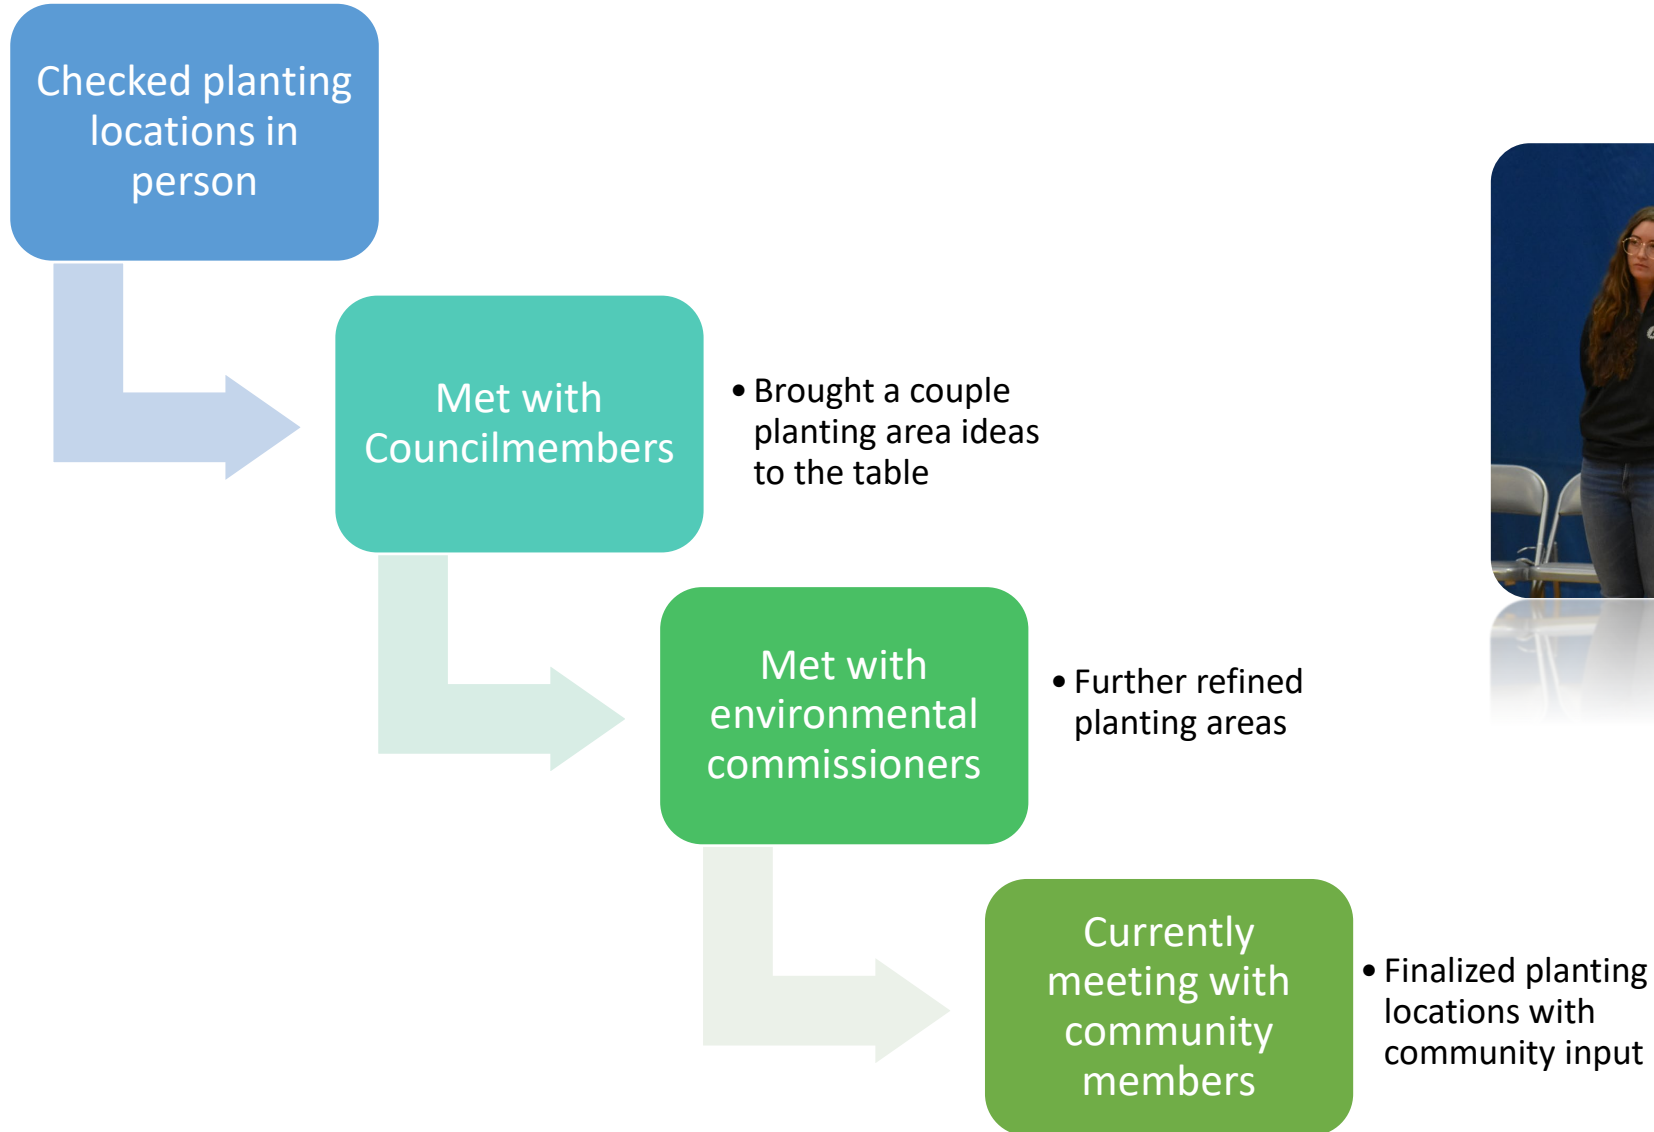 Checked planting
locations in
person
Met with
Councilmembers
• Brought a couple
planting area ideas
to the table
Met with
environmental
commissioners
• Further refined
planting areas
Currently
meeting with
community
members
• Finalized planting
locations with
community input